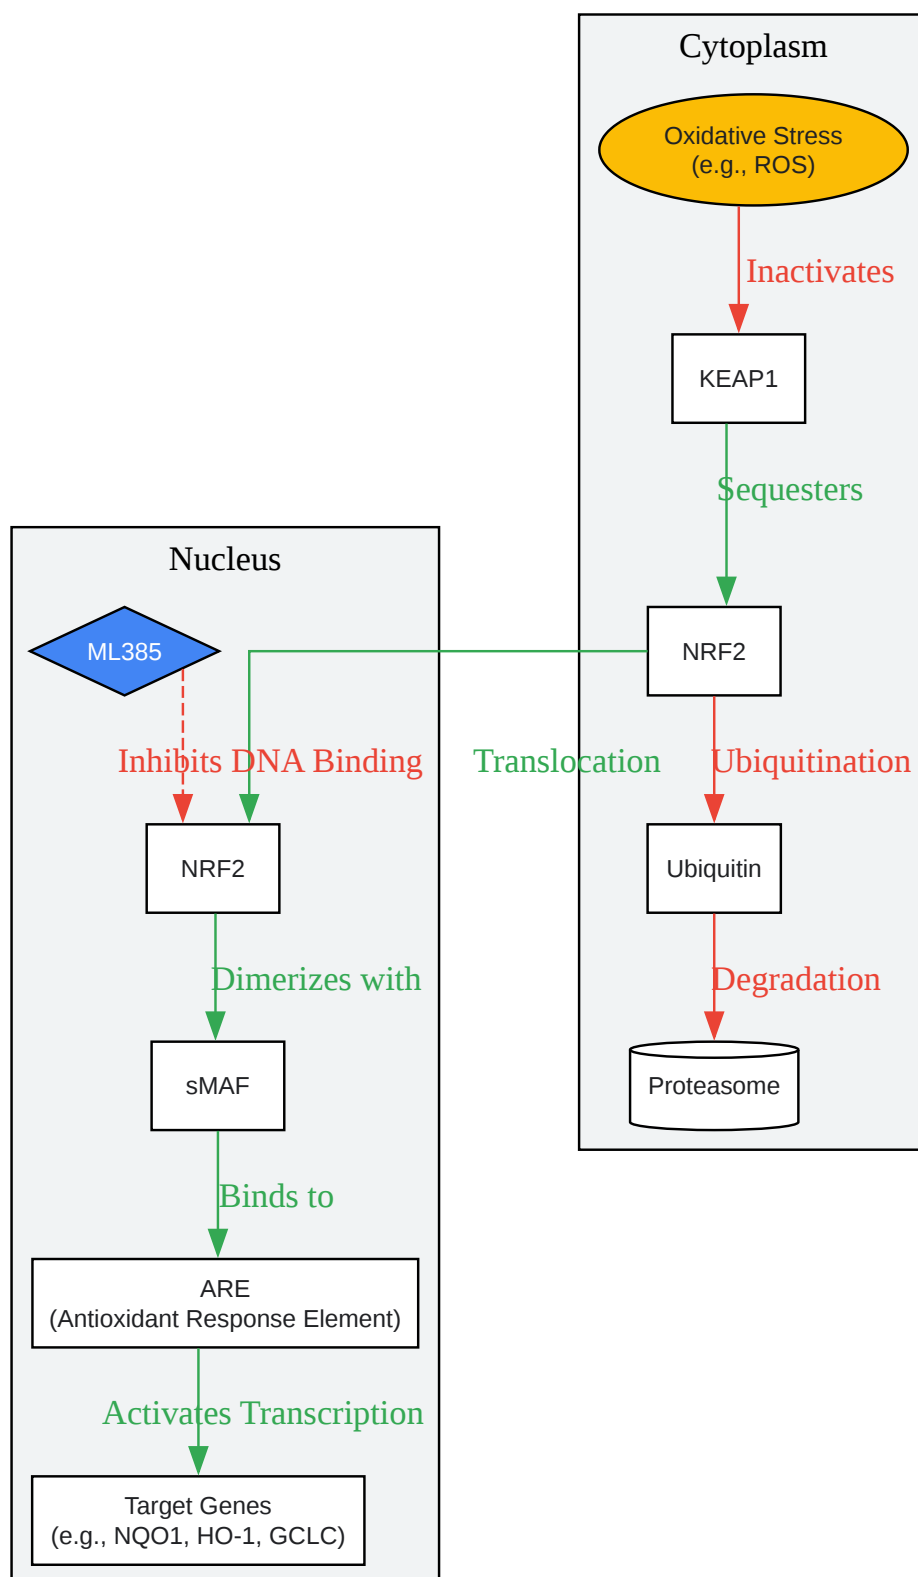 Cytoplasm
Oxidative Stress
(e.g., ROS)
Inactivates
KEAP1
Sequesters
Nucleus
ML385
NRF2
Inhibits DNA Binding
Translocation
Ubiquitination
NRF2
Ubiquitin
Dimerizes with
Degradation
sMAF
Proteasome
Binds to
ARE
(Antioxidant Response Element)
Activates Transcription
Target Genes
(e.g., NQO1, HO-1, GCLC)